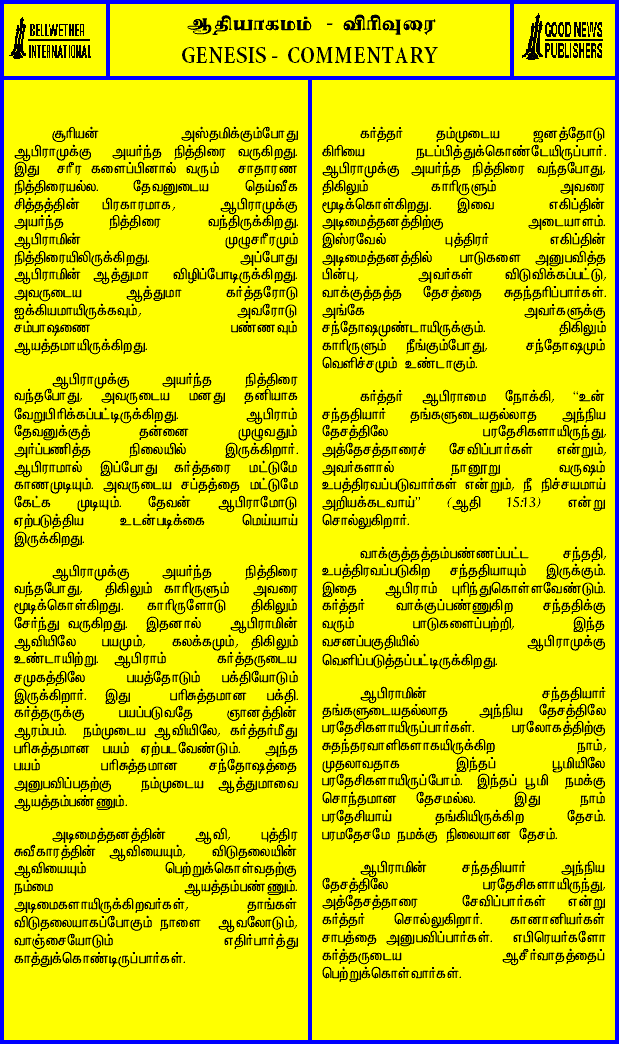 BELLWETHER
INTERNATIONAL
ஆதியாகமம் - விரிவுரை
GENESIS - COMMENTARY
GOOD NEWS
PUBLISHERS
சூரியன் அஸ்தமிக்கும்போது
ஆபிராமுக்கு அயர்ந்த நித்திரை வருகிறது.
இது சரீர களைப்பினால் வரும் சாதாரண
நித்திரையல்ல. தேவனுடைய தெய்வீக
சித்தத்தின் பிரகாரமாக, ஆபிராமுக்கு
அயர்ந்த நித்திரை வந்திருக்கிறது.
ஆபிராமின் முழுசரீரமும்
நித்திரையிலிருக்கிறது. அப்போது
ஆபிராமின் ஆத்துமா விழிப்போடிருக்கிறது.
அவருடைய ஆத்துமா கர்த்தரோடு
ஐக்கியமாயிருக்கவும், அவரோடு
சம்பாஷணை பண்ணவும்
ஆயத்தமாயிருக்கிறது.
ஆபிராமுக்கு அயர்ந்த நித்திரை
வந்தபோது, அவருடைய மனது தனியாக
வேறுபிரிக்கப்பட்டிருக்கிறது. ஆபிராம்
தேவனுக்குத் தன்னை முழுவதும்
அர்ப்பணித்த நிலையில் இருக்கிறார்.
ஆபிராமால் இப்போது கர்த்தரை மட்டுமே
காணமுடியும். அவருடைய சப்தத்தை மட்டுமே
கேட்க முடியும். தேவன் ஆபிராமோடு
ஏற்படுத்திய உடன்படிக்கை மெய்யாய்
இருக்கிறது.
ஆபிராமுக்கு அயர்ந்த நித்திரை
வந்தபோது, திகிலும் காரிருளும் அவரை
மூடிக்கொள்கிறது. காரிருளோடு திகிலும்
சேர்ந்து வருகிறது. இதனால் ஆபிராமின்
ஆவியிலே பயமும், கலக்கமும், திகிலும்
உண்டாயிற்று. ஆபிராம் கர்த்தருடைய
சமுகத்திலே பயத்தோடும் பக்தியோடும்
இருக்கிறார். இது பரிசுத்தமான பக்தி.
கர்த்தருக்கு பயப்படுவதே ஞானத்தின்
ஆரம்பம். நம்முடைய ஆவியிலே, கர்த்தர்மீது
பரிசுத்தமான பயம் ஏற்படவேண்டும். அந்த
பயம் பரிசுத்தமான சந்தோஷத்தை
அனுபவிப்பதற்கு நம்முடைய ஆத்துமாவை
ஆயத்தம்பண்ணும்.
அடிமைத்தனத்தின் ஆவி, புத்திர
சுவீகாரத்தின் ஆவியையும், விடுதலையின்
ஆவியையும் பெற்றுக்கொள்வதற்கு
நம்மை ஆயத்தம்பண்ணும்.
அடிமைகளாயிருக்கிறவர்கள், தாங்கள்
விடுதலையாகப்போகும் நாளை ஆவலோடும்,
வாஞ்சையோடும் எதிர்பார்த்து
காத்துக்கொண்டிருப்பார்கள்.
கர்த்தர் தம்முடைய ஜனத்தோடு
கிரியை நடப்பித்துக்கொண்டேயிருப்பார்.
ஆபிராமுக்கு அயர்ந்த நித்திரை வந்தபோது,
திகிலும் காரிருளும் அவரை
மூடிக்கொள்கிறது. இவை எகிப்தின்
அடிமைத்தனத்திற்கு அடையாளம்.
இஸ்ரவேல் புத்திரர் எகிப்தின்
அடிமைத்தனத்தில் பாடுகளை அனுபவித்த
பின்பு, அவர்கள் விடுவிக்கப்பட்டு,
வாக்குத்தத்த தேசத்தை சுதந்தரிப்பார்கள்.
அங்கே அவர்களுக்கு
சந்தோஷமுண்டாயிருக்கும். திகிலும்
காரிருளும் நீங்கும்போது, சந்தோஷமும்
வெளிச்சமும் உண்டாகும்.
கர்த்தர் ஆபிராமை நோக்கி, "உன்
சந்ததியார் தங்களுடையதல்லாத அந்நிய
தேசத்திலே பரதேசிகளாயிருந்து,
அத்தேசத்தாரைச் சேவிப்பார்கள் என்றும்,
அவர்களால் நானூறு வருஷம்
உபத்திரவப்படுவார்கள் என்றும், நீ நிச்சயமாய்
அறியக்கடவாய்" (ஆதி 15:13) என்று
சொல்லுகிறார்.
வாக்குத்தத்தம்பண்ணப்பட்ட சந்ததி,
உபத்திரவப்படுகிற சந்ததியாயும் இருக்கும்.
இதை ஆபிராம் புரிந்துகொள்ளவேண்டும்.
கர்த்தர் வாக்குப்பண்ணுகிற சந்ததிக்கு
வரும் பாடுகளைப்பற்றி, இந்த
வசனப்பகுதியில் ஆபிராமுக்கு
வெளிப்படுத்தப்பட்டிருக்கிறது.
ஆபிராமின் சந்ததியார்
தங்களுடையதல்லாத அந்நிய தேசத்திலே
பரதேசிகளாயிருப்பார்கள். பரலோகத்திற்கு
சுதந்தரவாளிகளாகயிருக்கிற நாம்,
முதலாவதாக இந்தப் பூமியிலே
பரதேசிகளாயிருப்போம். இந்தப் பூமி நமக்கு
சொந்தமான தேசமல்ல. இது நாம்
பரதேசியாய் தங்கியிருக்கிற தேசம்.
பரமதேசமே நமக்கு நிலையான தேசம்.
ஆபிராமின் சந்ததியார் அந்நிய
தேசத்திலே பரதேசிகளாயிருந்து,
அத்தேசத்தாரை சேவிப்பார்கள் என்று
கர்த்தர் சொல்லுகிறார். கானானியர்கள்
சாபத்தை அனுபவிப்பார்கள். எபிரெயர்களோ
கர்த்தருடைய ஆசீர்வாதத்தைப்
பெற்றுக்கொள்வார்கள்.